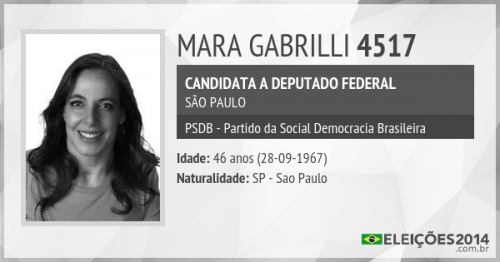 MARA GABRILLI 4517
CANDIDATA A DEPUTADO FEDERAL
SÃO PAULO
PSDB - Partido da Social Democracia Brasileira
Idade: 46 anos (28-09-1967)
Naturalidade: SP - Sao Paulo
ELEIÇÕES2014
.com.br